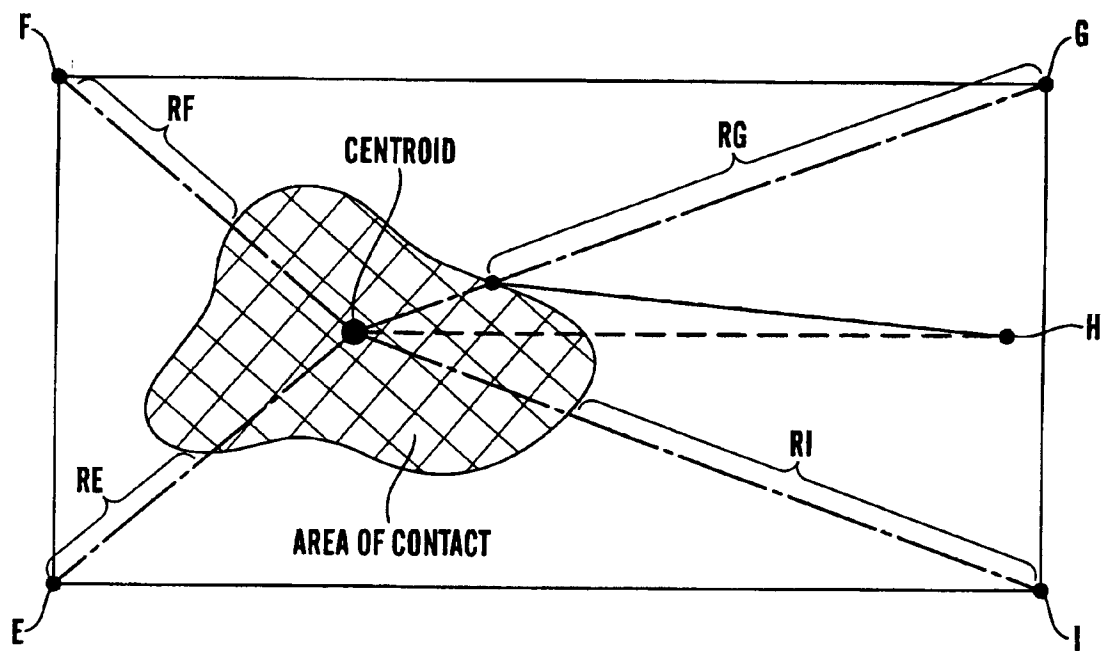 F
G
RF
RG
CENTROID
H
RI
RE
AREA OF CONTACT
E
I